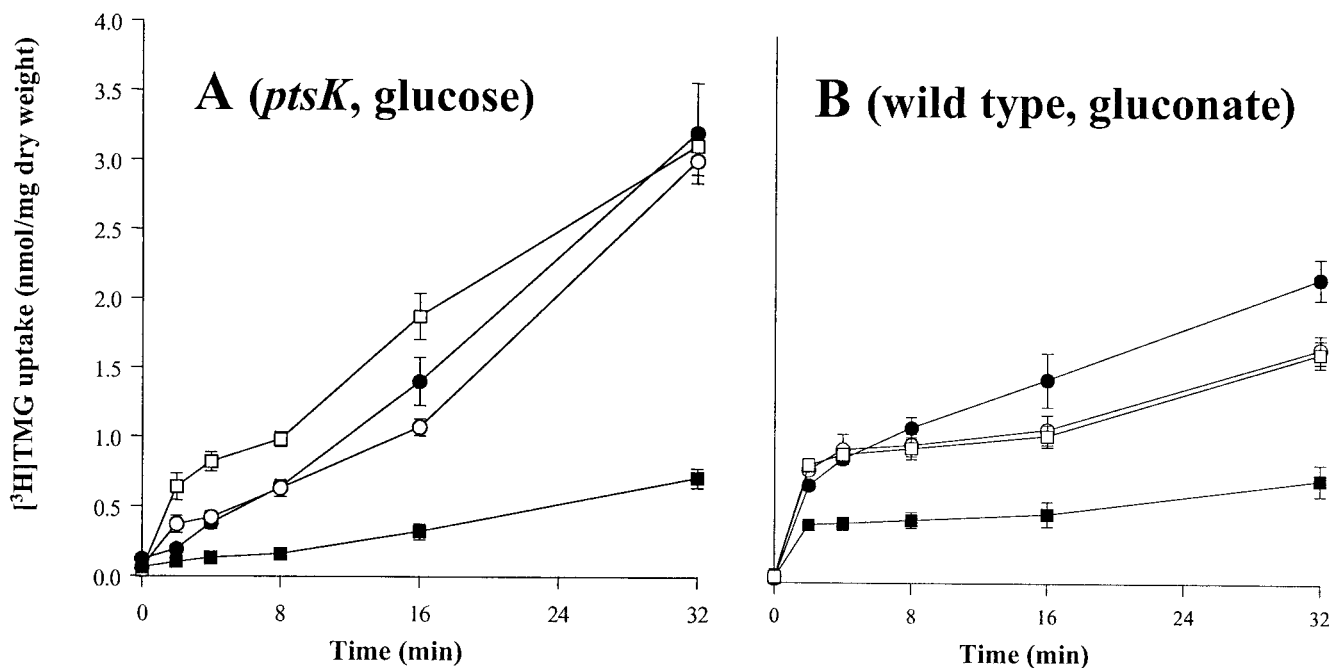 A (ptsK, glucose)
B (wild type, gluconate)
[³H]TMG uptake (nmol/mg dry weight)
4.0
3.5
3.0
2.5
2.0
1.5
1.0
0.5
0.0
0 8 16 24 32
0 8 16 24 32
Time (min)
Time (min)